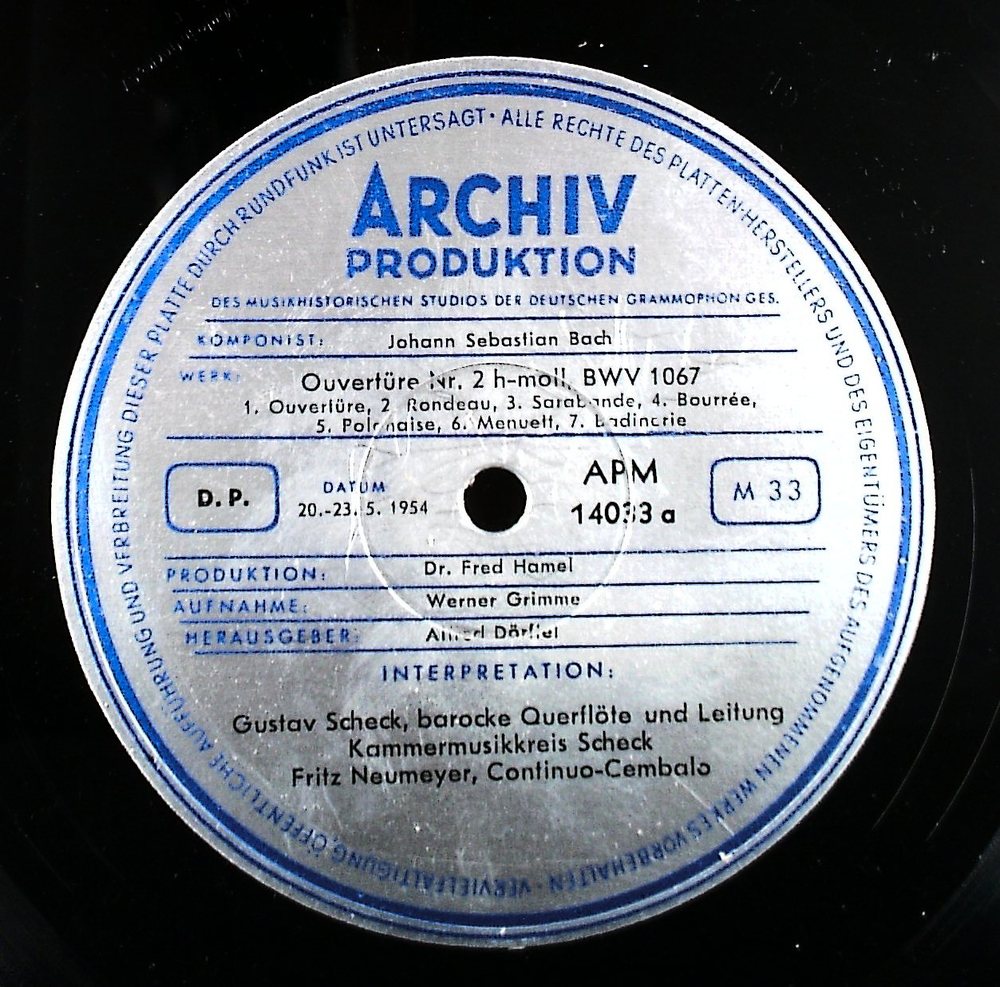 ALLE RECHTE DES PLATTEN-HERSTELLERS UND DES EIGENTÜMERS DES AUFGENOMMENEN WERKES VORBEHALTEN · VERVIELFÄLTIGUNG, ÖFFENTLICHE AUFFÜHRUNG UND VERBREITUNG DIESER PLATTE DURCH RUNDFUNK IST UNTERSAGT ·
ARCHIV
PRODUKTION
DES MUSIKHISTORISCHEN STUDIOS DER DEUTSCHEN GRAMMOPHON GES.
KOMPONIST: Johann Sebastian Bach
WERK: Ouvertüre Nr. 2 h-moll, BWV 1067
1. Ouvertüre, 2. Rondeau, 3. Sarabande, 4. Bourrée,
5. Polonaise, 6. Menuett, 7. Badinerie
D.P.
DATUM
20.-23. 5. 1954
APM
14033 a
M 33
PRODUKTION: Dr. Fred Hamel
AUFNAHME: Werner Grimme
HERAUSGEBER: Alfred Dörffel
INTERPRETATION:
Gustav Scheck, barocke Querflöte und Leitung
Kammermusikkreis Scheck
Fritz Neumeyer, Continuo-Cembalo